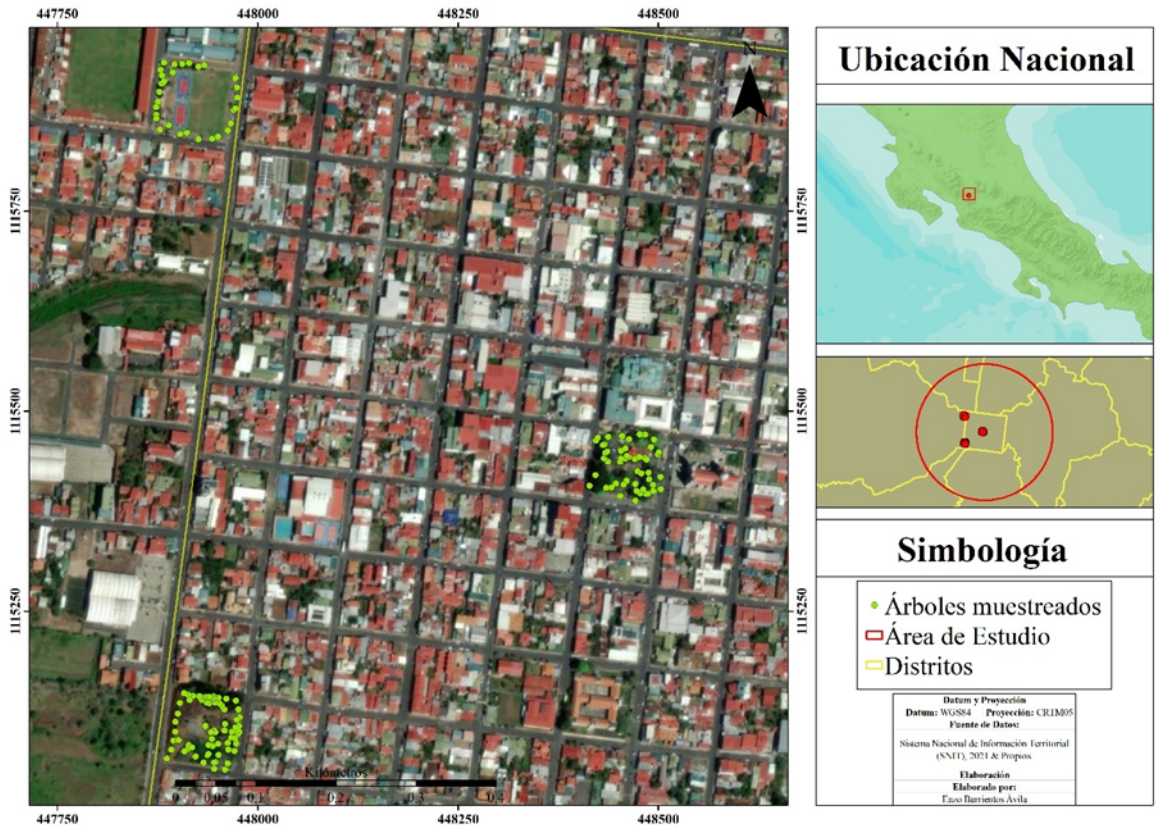 447750 448000 448250 448500
N
1115750 1115750
1115500 1115500
1115250 1115250
Kilómetros
0 0,05 0,1 0,2 0,3 0,4
447750 448000 448250 448500
Ubicación Nacional
Simbología
Árboles muestreados
Área de Estudio
Distritos
Datum y Proyección
Datum: WGS84 Proyección: CRTM05
Fuente de Datos:
Sistema Nacional de Información Territorial
(SNIT), 2021 & Propios
Elaboración
Elaborado por:
Enzo Barrientos Ávila